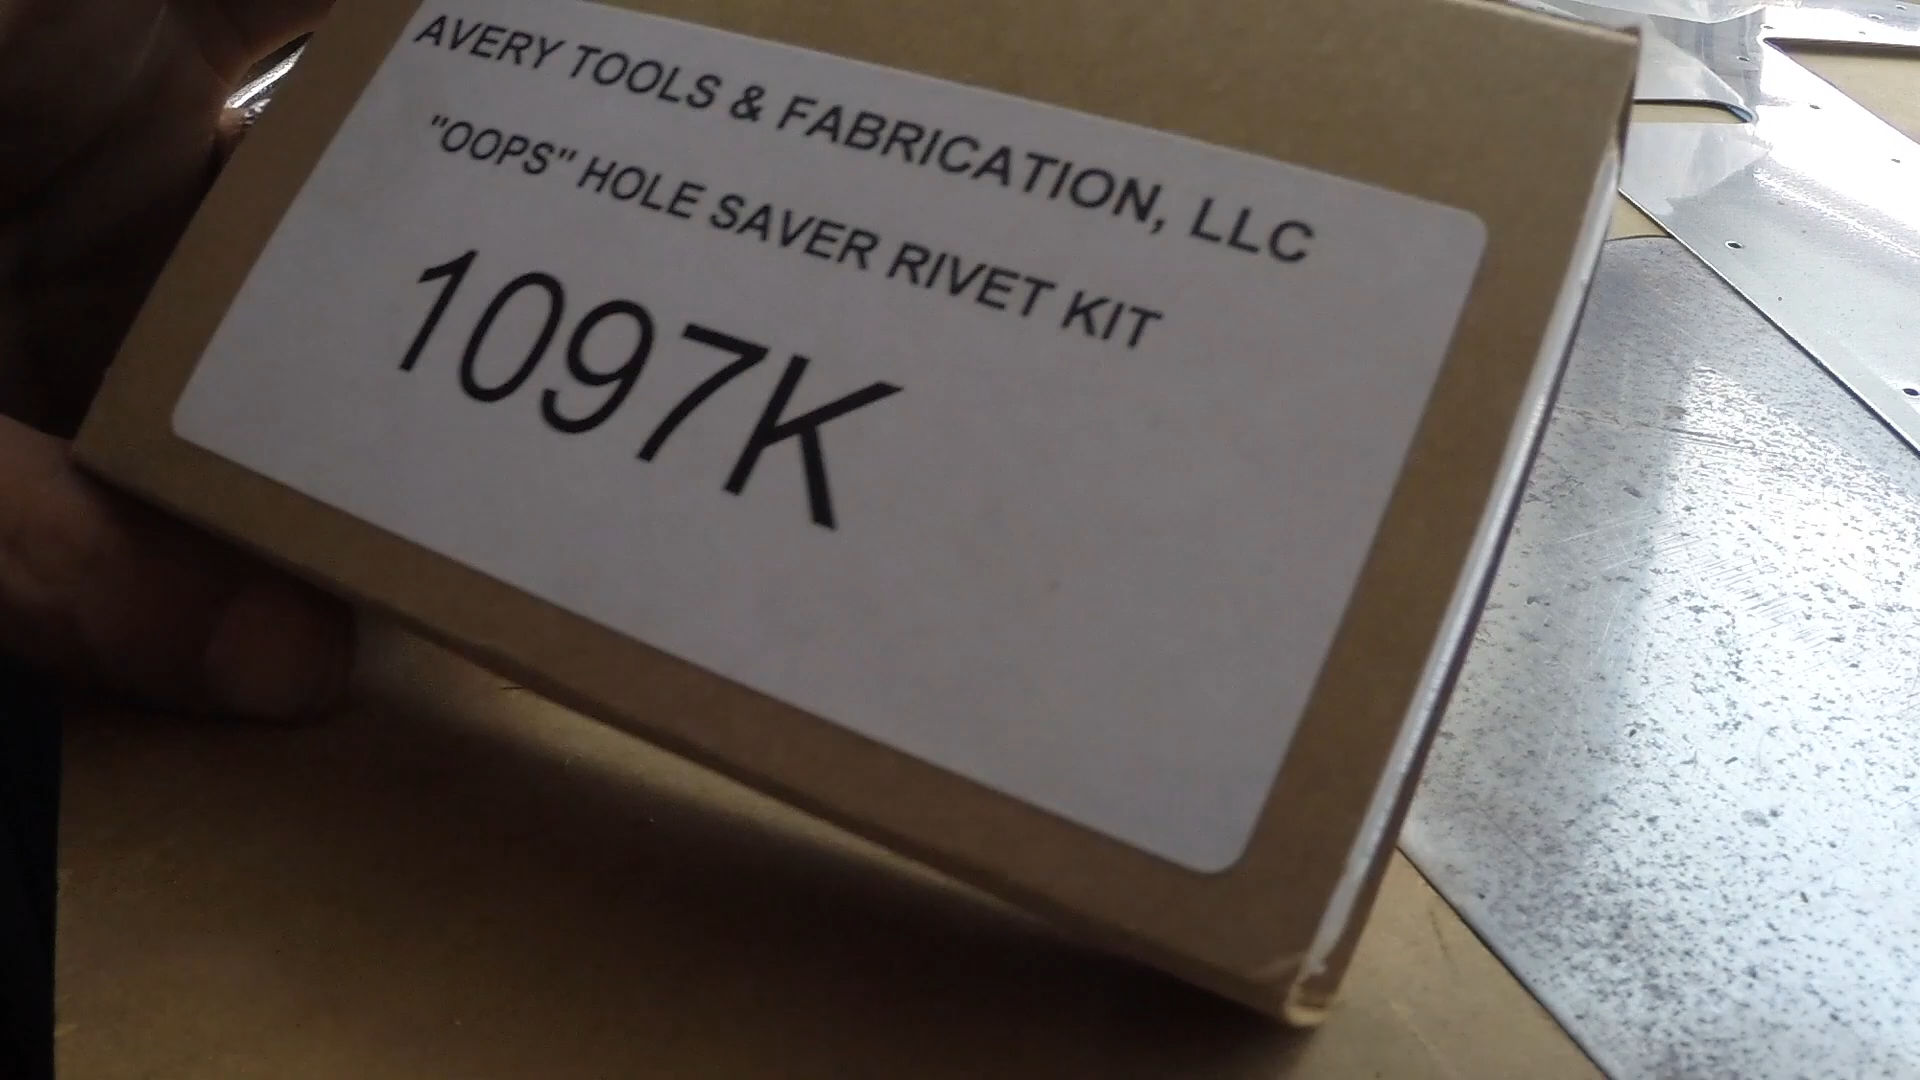 AVERY TOOLS & FABRICATION, LLC
"OOPS" HOLE SAVER RIVET KIT
1097K